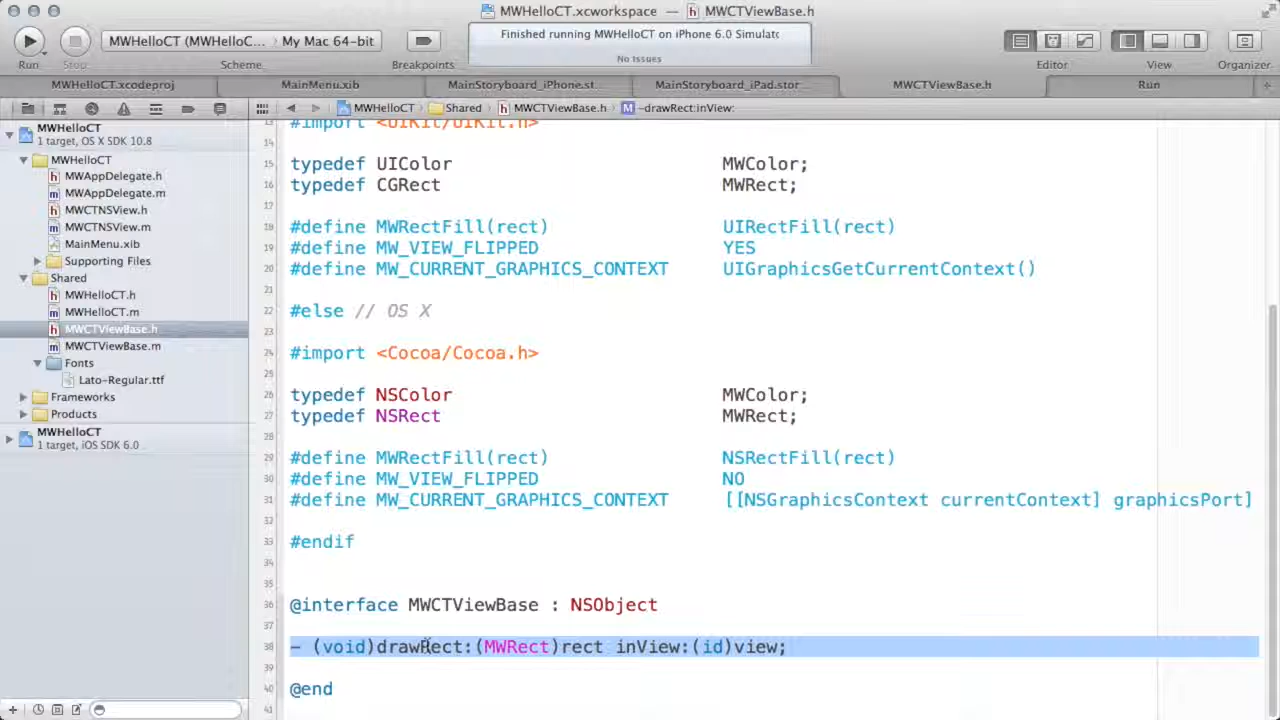 MWHelloCT.xcworkspace — MWCTViewBase.h
MWHelloCT (MWHelloC... My Mac 64-bit
Finished running MWHelloCT on iPhone 6.0 Simulato
No Issues
Run Stop Scheme Breakpoints Editor View Organizer
MWHelloCT.xcodeproj MainMenu.xib MainStoryboard_iPhone.st... MainStoryboard_iPad.stor MWCTViewBase.h Run
MWHelloCT Shared MWCTViewBase.h M -drawRect:inView:
MWHelloCT
1 target, OS X SDK 10.8
MWHelloCT
MWAppDelegate.h
MWAppDelegate.m
MWCTNSView.h
MWCTNSView.m
MainMenu.xib
Supporting Files
Shared
MWHelloCT.h
MWHelloCT.m
MWCTViewBase.h
MWCTViewBase.m
Fonts
Lato-Regular.ttf
Frameworks
Products
MWHelloCT
1 target, iOS SDK 6.0
13 #import <UIKit/UIKit.h>
14
15 typedef UIColor MWColor;
16 typedef CGRect MWRect;
17
18 #define MWRectFill(rect) UIRectFill(rect)
19 #define MW_VIEW_FLIPPED YES
20 #define MW_CURRENT_GRAPHICS_CONTEXT UIGraphicsGetCurrentContext()
21
22 #else // OS X
23
24 #import <Cocoa/Cocoa.h>
25
26 typedef NSColor MWColor;
27 typedef NSRect MWRect;
28
29 #define MWRectFill(rect) NSRectFill(rect)
30 #define MW_VIEW_FLIPPED NO
31 #define MW_CURRENT_GRAPHICS_CONTEXT [[NSGraphicsContext currentContext] graphicsPort]
32
33 #endif
34
35
36 @interface MWCTViewBase : NSObject
37
38 - (void)drawRect:(MWRect)rect inView:(id)view;
39
40 @end
41